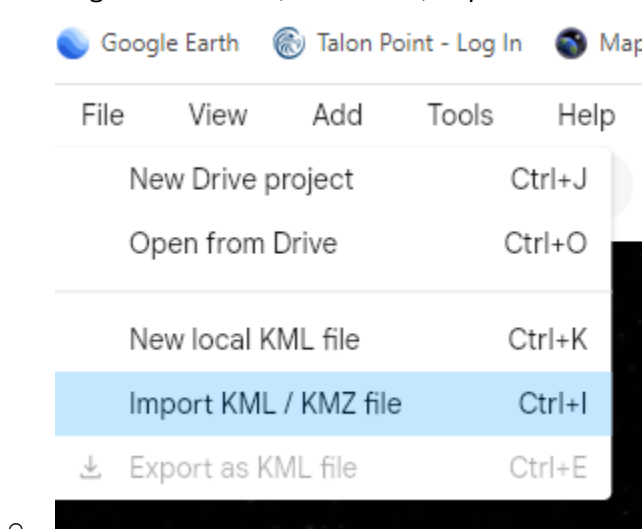 Google Earth Talon Point - Log In Map
File View Add Tools Help
New Drive project Ctrl+J
Open from Drive Ctrl+O
New local KML file Ctrl+K
Import KML / KMZ file Ctrl+I
Export as KML file Ctrl+E